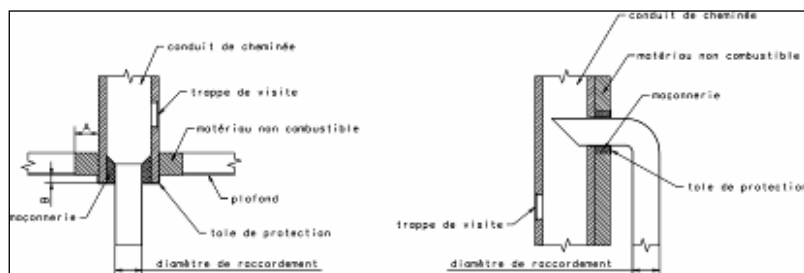 conduit de cheminée
trappe de visite
matériau non combustible
A
B
plafond
maçonnerie
tole de protection
diamètre de raccordement
conduit de cheminée
matériau non combustible
maçonnerie
tole de protection
trappe de visite
diamètre de raccordement